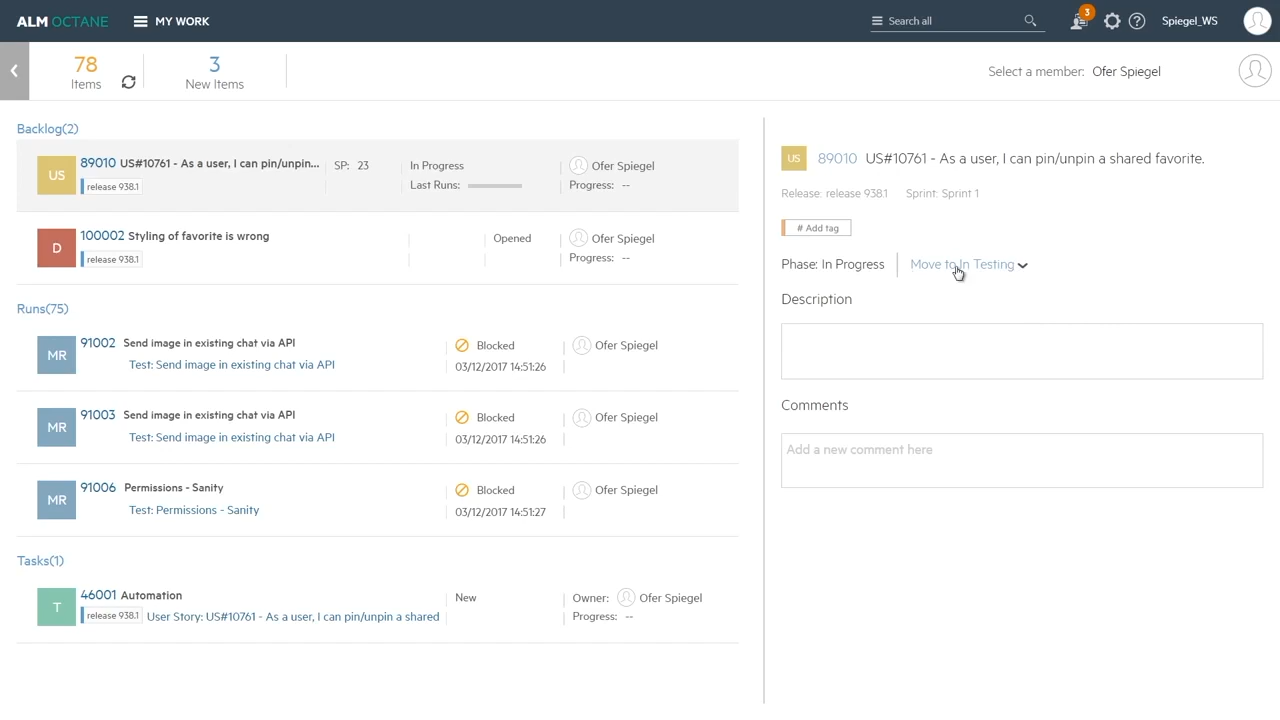 ALM OCTANE
MY WORK
Search all
3
Spiegel_WS
78
Items
3
New Items
Select a member: Ofer Spiegel
Backlog(2)
US
89010 US#10761 - As a user, I can pin/unpin...
release 938.1
SP: 23
In Progress
Last Runs:
Ofer Spiegel
Progress: --
D
100002 Styling of favorite is wrong
release 938.1
Opened
Ofer Spiegel
Progress: --
Runs(75)
MR
91002 Send image in existing chat via API
Test: Send image in existing chat via API
Blocked
03/12/2017 14:51:26
Ofer Spiegel
MR
91003 Send image in existing chat via API
Test: Send image in existing chat via API
Blocked
03/12/2017 14:51:26
Ofer Spiegel
MR
91006 Permissions - Sanity
Test: Permissions - Sanity
Blocked
03/12/2017 14:51:27
Ofer Spiegel
Tasks(1)
T
46001 Automation
release 938.1 User Story: US#10761 - As a user, I can pin/unpin a shared
New
Owner: Ofer Spiegel
Progress: --
US 89010 US#10761 - As a user, I can pin/unpin a shared favorite.
Release: release 938.1 Sprint: Sprint 1
# Add tag
Phase: In Progress Move to In Testing
Description
Comments
Add a new comment here